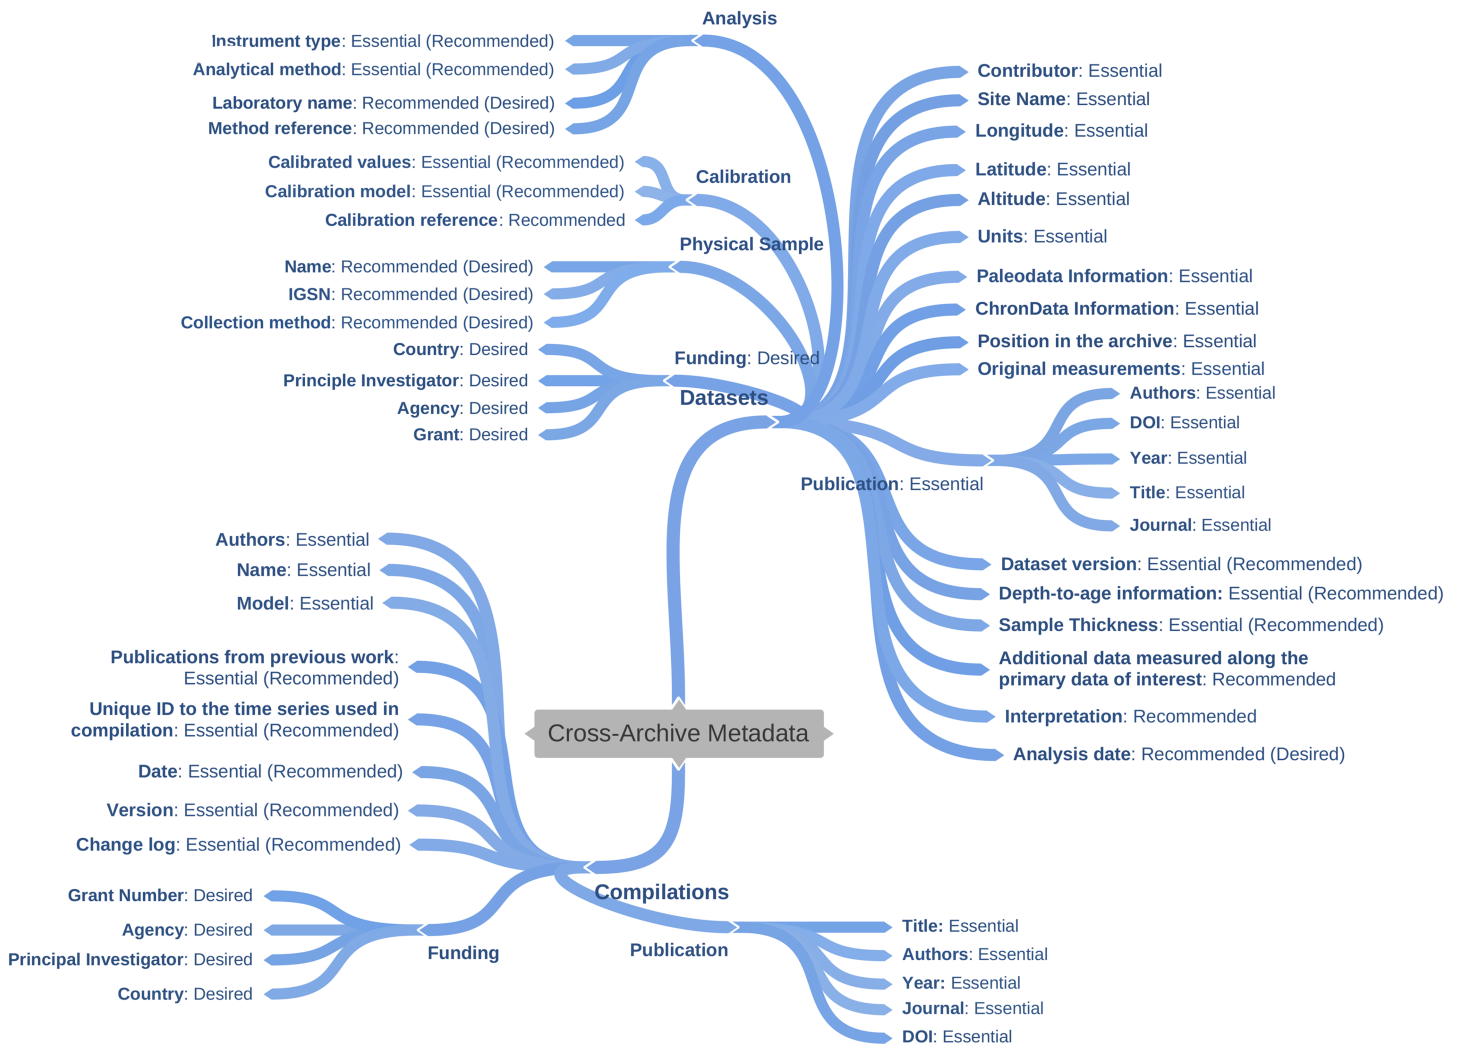 Analysis
Instrument type: Essential (Recommended)
Analytical method: Essential (Recommended)
Laboratory name: Recommended (Desired)
Method reference: Recommended (Desired)
Calibration
Calibrated values: Essential (Recommended)
Calibration model: Essential (Recommended)
Calibration reference: Recommended
Physical Sample
Name: Recommended (Desired)
IGSN: Recommended (Desired)
Collection method: Recommended (Desired)
Funding: Desired
Country: Desired
Principle Investigator: Desired
Agency: Desired
Grant: Desired
Datasets
Contributor: Essential
Site Name: Essential
Longitude: Essential
Latitude: Essential
Altitude: Essential
Units: Essential
Paleodata Information: Essential
ChronData Information: Essential
Position in the archive: Essential
Original measurements: Essential
Publication: Essential
Authors: Essential
DOI: Essential
Year: Essential
Title: Essential
Journal: Essential
Dataset version: Essential (Recommended)
Depth-to-age information: Essential (Recommended)
Sample Thickness: Essential (Recommended)
Additional data measured along the
primary data of interest: Recommended
Interpretation: Recommended
Analysis date: Recommended (Desired)
Cross-Archive Metadata
Authors: Essential
Name: Essential
Model: Essential
Publications from previous work:
Essential (Recommended)
Unique ID to the time series used in
compilation: Essential (Recommended)
Date: Essential (Recommended)
Version: Essential (Recommended)
Change log: Essential (Recommended)
Compilations
Grant Number: Desired
Agency: Desired
Principal Investigator: Desired
Country: Desired
Funding
Publication
Title: Essential
Authors: Essential
Year: Essential
Journal: Essential
DOI: Essential